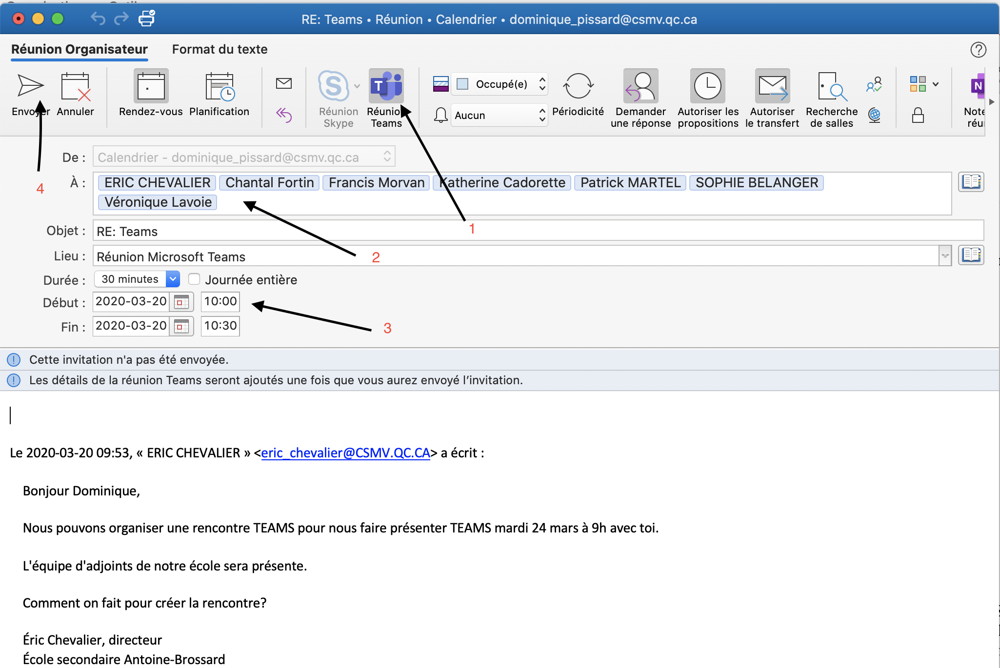 RE: Teams • Réunion • Calendrier • dominique_pissard@csmv.qc.ca
Réunion Organisateur Format du texte
Envoyer Annuler Rendez-vous Planification
Réunion Skype
Réunion Teams
Occupé(e)
Aucun
Périodicité
Demander une réponse
Autoriser les propositions
Autoriser le transfert
Recherche de salles
N
Note
réu
De : Calendrier - dominique_pissard@csmv.qc.ca
4
À : ERIC CHEVALIER Chantal Fortin Francis Morvan Katherine Cadorette Patrick MARTEL SOPHIE BELANGER
Véronique Lavoie
1
Objet : RE: Teams
Lieu : Réunion Microsoft Teams
2
Durée : 30 minutes Journée entière
Début : 2020-03-20 10:00
Fin : 2020-03-20 10:30
3
Cette invitation n'a pas été envoyée.
Les détails de la réunion Teams seront ajoutés une fois que vous aurez envoyé l’invitation.
Le 2020-03-20 09:53, « ERIC CHEVALIER » <eric_chevalier@CSMV.QC.CA> a écrit :
Bonjour Dominique,
Nous pouvons organiser une rencontre TEAMS pour nous faire présenter TEAMS mardi 24 mars à 9h avec toi.
L'équipe d'adjoints de notre école sera présente.
Comment on fait pour créer la rencontre?
Éric Chevalier, directeur
École secondaire Antoine-Brossard